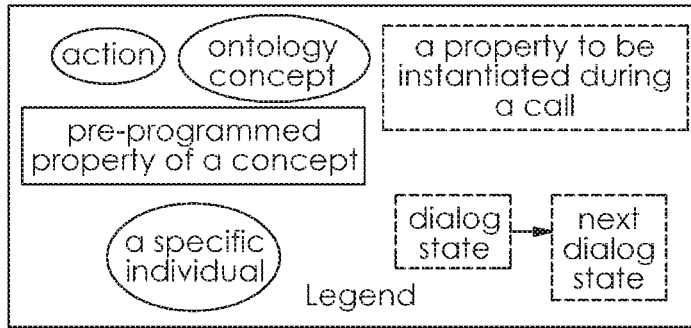 action
ontology
concept
a property to be
instantiated during
a call
pre-programmed
property of a concept
a specific
individual
dialog
state
next
dialog
state
Legend